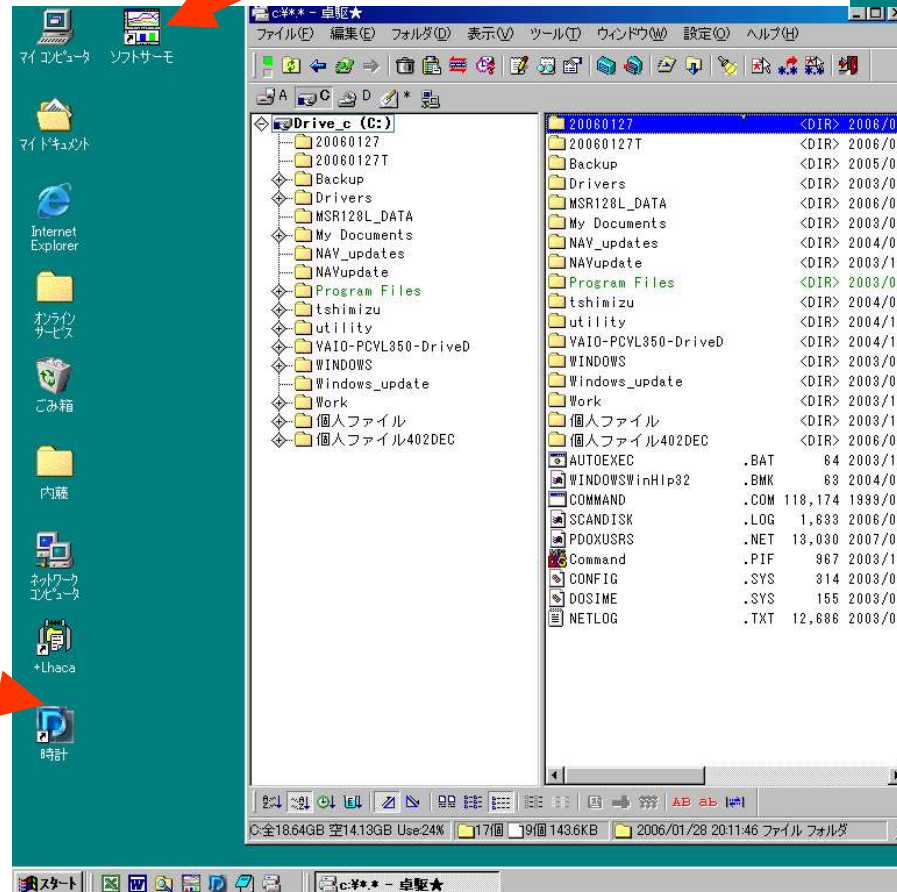 マイ コンピュータ
ソフトサーモ
マイ ドキュメント
Internet
Explorer
オンライン
サービス
ごみ箱
内藤
ネットワーク
コンピュータ
+Lhaca
時計
c:¥*.* - 卓駆★
ファイル(F) 編集(E) フォルダ(D) 表示(V) ツール(T) ウィンドウ(W) 設定(O) ヘルプ(H)
A C D *
Drive_c (C:)
20060127
20060127T
Backup
Drivers
MSR128L_DATA
My Documents
NAV_updates
NAVupdate
Program Files
tshimizu
utility
VAIO-PCVL350-DriveD
WINDOWS
Windows_update
Work
個人ファイル
個人ファイル402DEC
20060127 <DIR> 2006/0
20060127T <DIR> 2006/0
Backup <DIR> 2005/0
Drivers <DIR> 2003/0
MSR128L_DATA <DIR> 2006/0
My Documents <DIR> 2003/0
NAV_updates <DIR> 2004/0
NAVupdate <DIR> 2003/1
Program Files <DIR> 2003/0
tshimizu <DIR> 2004/0
utility <DIR> 2004/1
VAIO-PCVL350-DriveD <DIR> 2004/1
WINDOWS <DIR> 2003/0
Windows_update <DIR> 2003/0
Work <DIR> 2003/1
個人ファイル <DIR> 2003/1
個人ファイル402DEC <DIR> 2006/0
AUTOEXEC .BAT 64 2003/1
WINDOWSWinHlp32 .BMK 63 2004/0
COMMAND .COM 118,174 1999/0
SCANDISK .LOG 1,633 2006/0
PDOXUSRS .NET 13,030 2007/0
Command .PIF 967 2003/1
CONFIG .SYS 314 2003/0
DOSIME .SYS 155 2003/0
NETLOG .TXT 12,686 2003/0
AB ab
C:全18.64GB 空14.13GB Use:24% 17個 9個 143.6KB 2006/01/28 20:11:46 ファイル フォルダ
スタート
c:¥*.* - 卓駆★